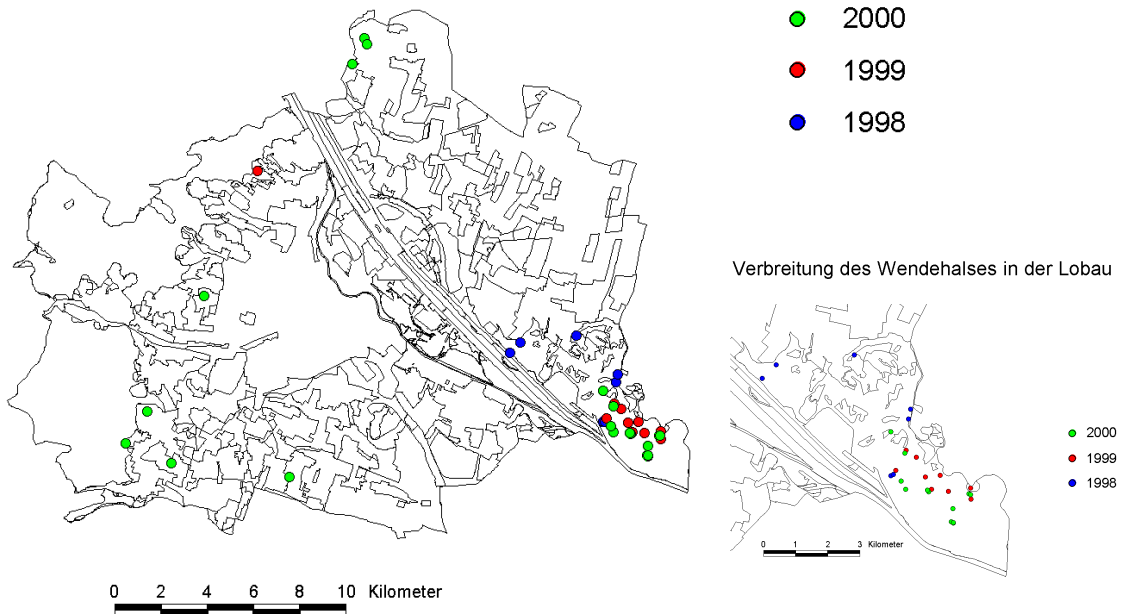 2000
1999
1998
Verbreitung des Wendehalses in der Lobau
2000
1999
1998
0 1 2 3 Kilometer
0 2 4 6 8 10 Kilometer